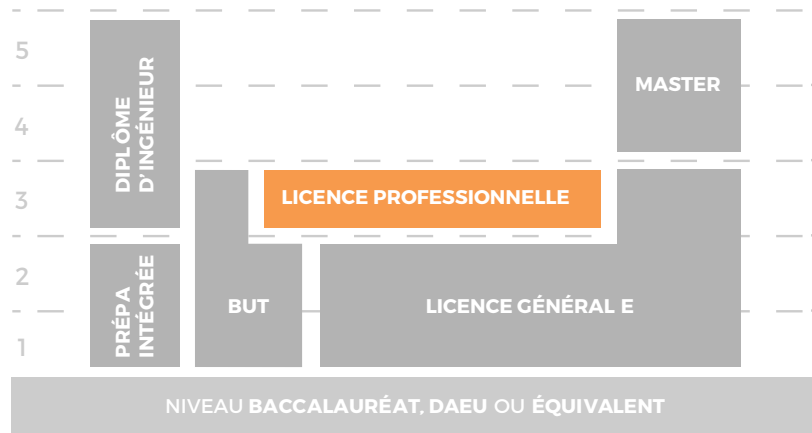 5
4
3
2
1
DIPLÔME
D'INGÉNIEUR
PRÉPA
INTÉGRÉE
BUT
LICENCE PROFESSIONNELLE
LICENCE GÉNÉRALE
MASTER
NIVEAU BACCALAURÉAT, DAEU OU ÉQUIVALENT